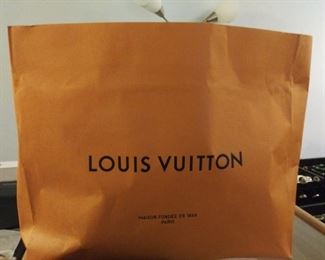 LOUIS VUITTON
MAISON FONDÉE EN 1854
PARIS